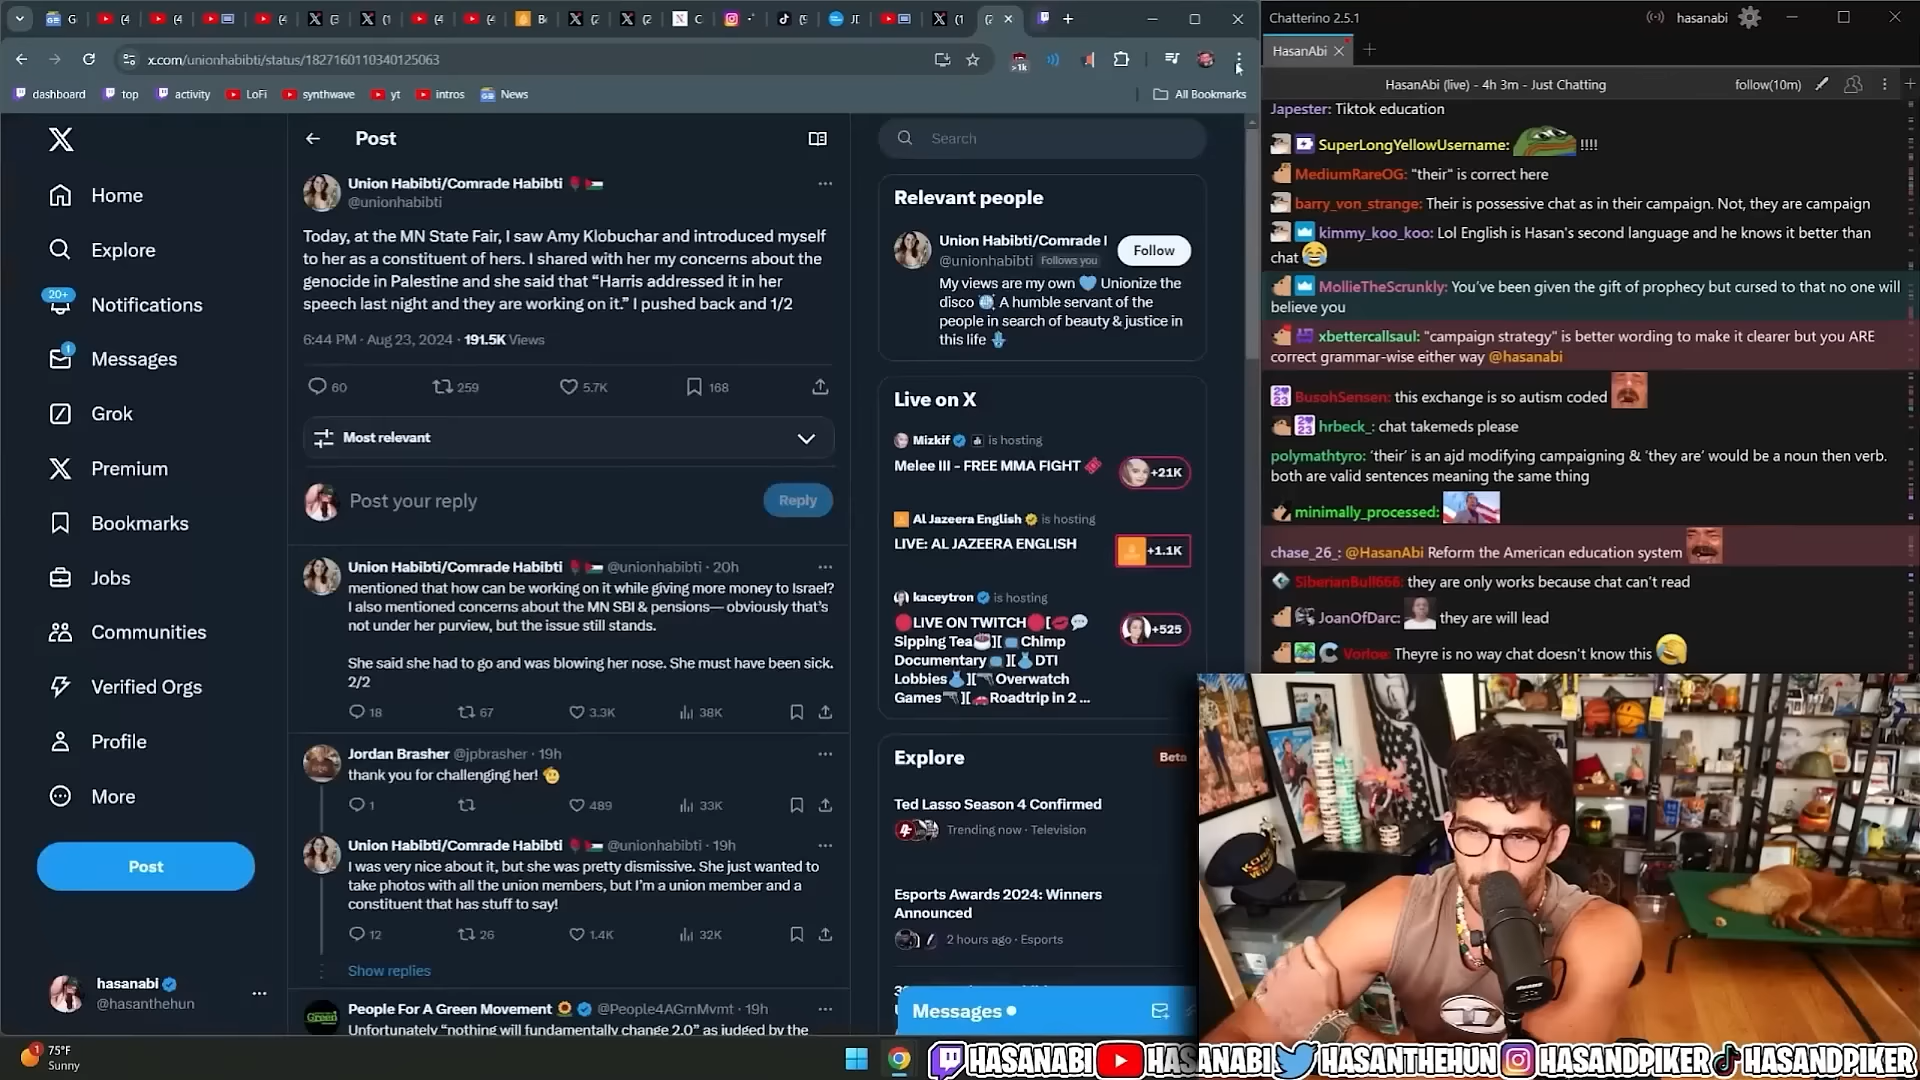 x.com/unionhabibti/status/1827160110340125063
>1k
dashboard
top
activity
LoFi
synthwave
yt
intros
News
All Bookmarks
Home
Explore
20+
Notifications
1
Messages
Grok
Premium
Bookmarks
Jobs
Communities
Verified Orgs
Profile
More
Post
hasanabi
@hasanthehun
Post
Union Habibti/Comrade Habibti
@unionhabibti
Today, at the MN State Fair, I saw Amy Klobuchar and introduced myself
to her as a constituent of hers. I shared with her my concerns about the
genocide in Palestine and she said that “Harris addressed it in her
speech last night and they are working on it.” I pushed back and 1/2
6:44 PM · Aug 23, 2024 · 191.5K Views
60
259
5.7K
168
Most relevant
Post your reply
Reply
Union Habibti/Comrade Habibti @unionhabibti · 20h
mentioned that how can be working on it while giving more money to Israel?
I also mentioned concerns about the MN SBI & pensions— obviously that’s
not under her purview, but the issue still stands.
She said she had to go and was blowing her nose. She must have been sick.
2/2
18
67
3.3K
38K
Jordan Brasher @jpbrasher · 19h
thank you for challenging her!
1
489
33K
Union Habibti/Comrade Habibti @unionhabibti · 19h
I was very nice about it, but she was pretty dismissive. She just wanted to
take photos with all the union members, but I’m a union member and a
constituent that has stuff to say!
12
26
1.4K
32K
Show replies
People For A Green Movement @People4AGrnMvmt · 19h
Unfortunately “nothing will fundamentally change 2.0” as judged by the
Search
Relevant people
Union Habibti/Comrade
@unionhabibti Follows you
Follow
My views are my own Unionize the
disco A humble servant of the
people in search of beauty & justice in
this life
Live on X
Mizkif is hosting
Melee III - FREE MMA FIGHT
+21K
Al Jazeera English is hosting
LIVE: AL JAZEERA ENGLISH
+1.1K
kaceytron is hosting
LIVE ON TWITCH [
Sipping Tea ][ Chimp
Documentary ][ DTI
Lobbies ][ Overwatch
Games ][ Roadtrip in 2 ...
+525
Explore
Beta
Ted Lasso Season 4 Confirmed
Trending now · Television
Esports Awards 2024: Winners
Announced
2 hours ago · Esports
Messages
Chatterino 2.5.1
hasanabi
HasanAbi
HasanAbi (live) - 4h 3m - Just Chatting
follow(10m)
Japester: Tiktok education
SuperLongYellowUsername: !!!!
MediumRareOG: "their" is correct here
barry_von_strange: Their is possessive chat as in their campaign. Not, they are campaign
kimmy_koo_koo: Lol English is Hasan's second language and he knows it better than
chat
MollieTheScrunkly: You've been given the gift of prophecy but cursed to that no one will
believe you
xbettercallsaul: "campaign strategy" is better wording to make it clearer but you ARE
correct grammar-wise either way @hasanabi
BusohSensen: this exchange is so autism coded
hrbeck_: chat takemeds please
polymathtyro: 'their' is an ajd modifying campaigning & 'they are' would be a noun then verb.
both are valid sentences meaning the same thing
minimally_processed:
chase_26_: @HasanAbi Reform the American education system
SiberianBull666: they are only works because chat can't read
JoanOfDarc: they are will lead
Vorloe: Theyre is no way chat doesn't know this
1
75°F
Sunny
HASANABI HASANABI HASANTHEHUN HASANDPIKER HASANDPIKER